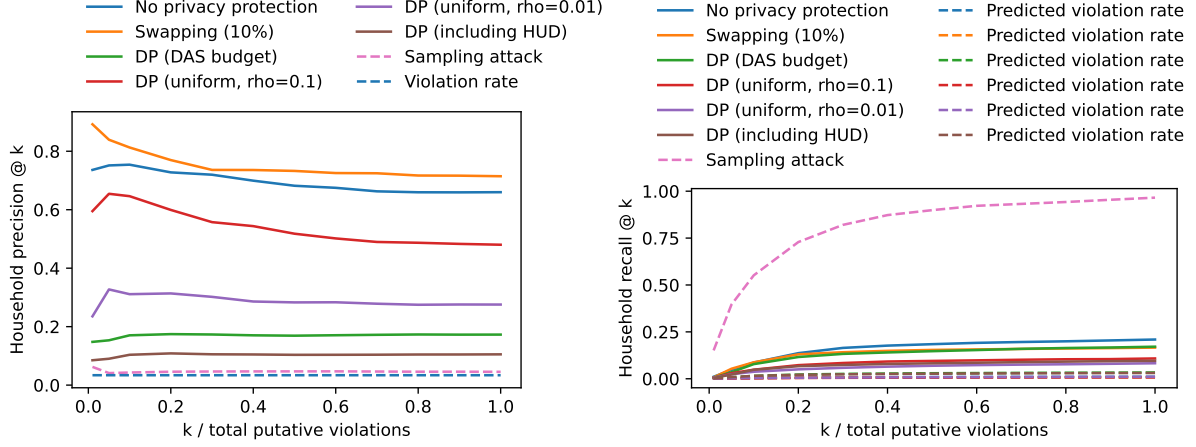 No privacy protection
Swapping (10%)
DP (DAS budget)
DP (uniform, rho=0.1)
DP (uniform, rho=0.01)
DP (including HUD)
Sampling attack
Violation rate
Household precision @ k
0.8
0.6
0.4
0.2
0.0
0.0 0.2 0.4 0.6 0.8 1.0
k / total putative violations
No privacy protection
Swapping (10%)
DP (DAS budget)
DP (uniform, rho=0.1)
DP (uniform, rho=0.01)
DP (including HUD)
Sampling attack
Predicted violation rate
Predicted violation rate
Predicted violation rate
Predicted violation rate
Predicted violation rate
Predicted violation rate
Household recall @ k
1.00
0.75
0.50
0.25
0.00
0.0 0.2 0.4 0.6 0.8 1.0
k / total putative violations